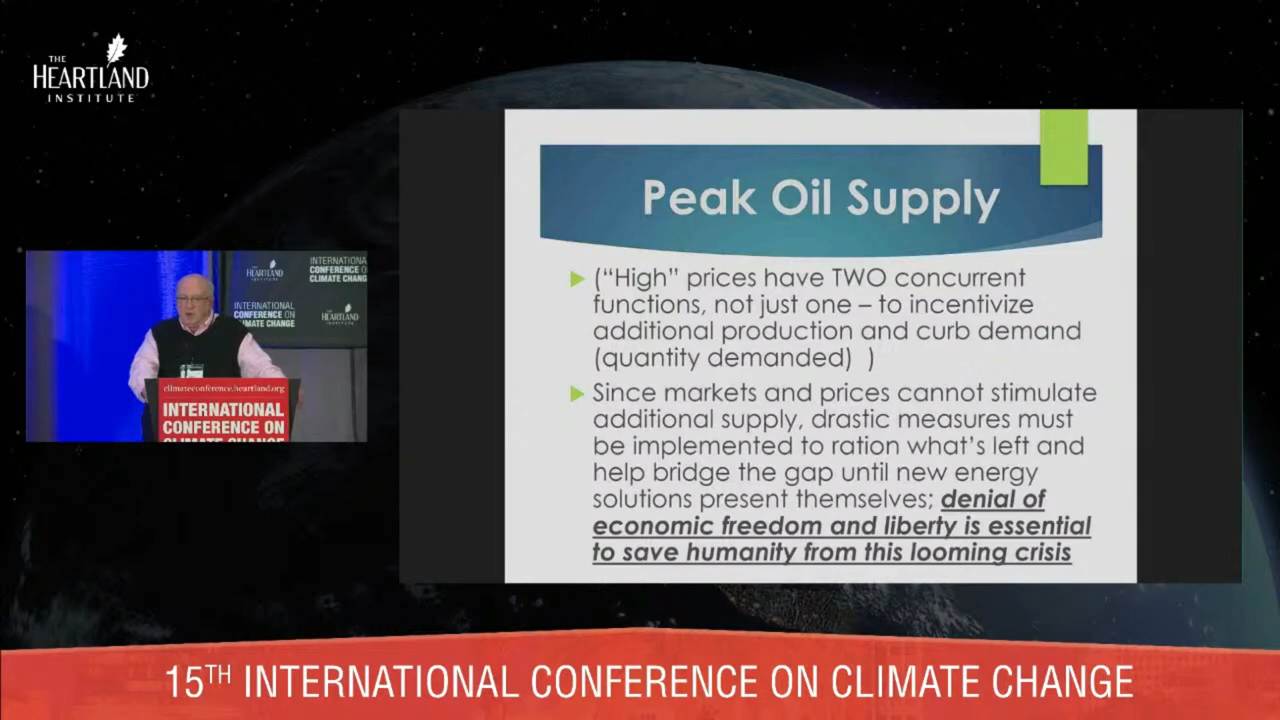 THE
HEARTLAND
INSTITUTE
Peak Oil Supply
(“High” prices have TWO concurrent
functions, not just one – to incentivize
additional production and curb demand
(quantity demanded) )
Since markets and prices cannot stimulate
additional supply, drastic measures must
be implemented to ration what’s left and
help bridge the gap until new energy
solutions present themselves; denial of
economic freedom and liberty is essential
to save humanity from this looming crisis
HEARTLAND
INTERNATIONA
CONFERENCE O
CLIMATE CHANG
INTERNATIONAL
CONFERENCE ON
IMATE CHANGE
HEARTLAND
climateconference.heartland.org
INTERNATIONAL
CONFERENCE ON
CLIMATE CHANGE
15TH INTERNATIONAL CONFERENCE ON CLIMATE CHANGE